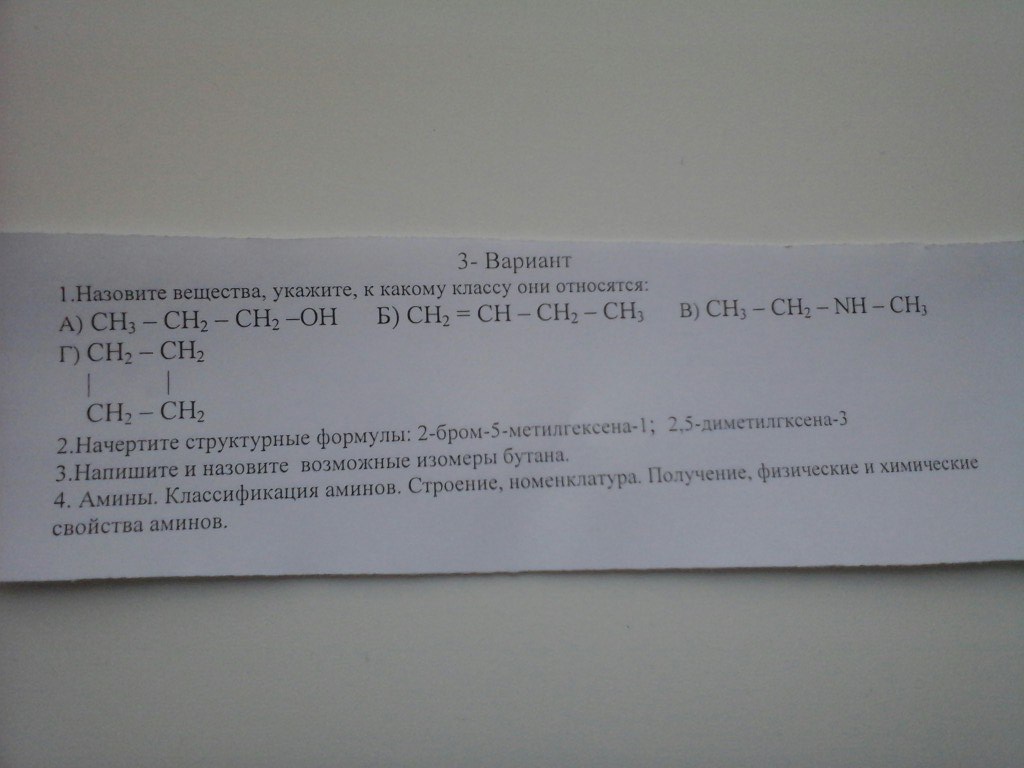 3- Вариант
1.Назовите вещества, укажите, к какому классу они относятся:
А) CH₃ – CH₂ – CH₂ –OH Б) CH₂ = CH – CH₂ – CH₃ В) CH₃ – CH₂ – NH – CH₃
Г) CH₂ – CH₂
| |
CH₂ – CH₂
2.Начертите структурные формулы: 2-бром-5-метилгексена-1; 2,5-диметилгксена-3
3.Напишите и назовите возможные изомеры бутана.
4. Амины. Классификация аминов. Строение, номенклатура. Получение, физические и химические
свойства аминов.